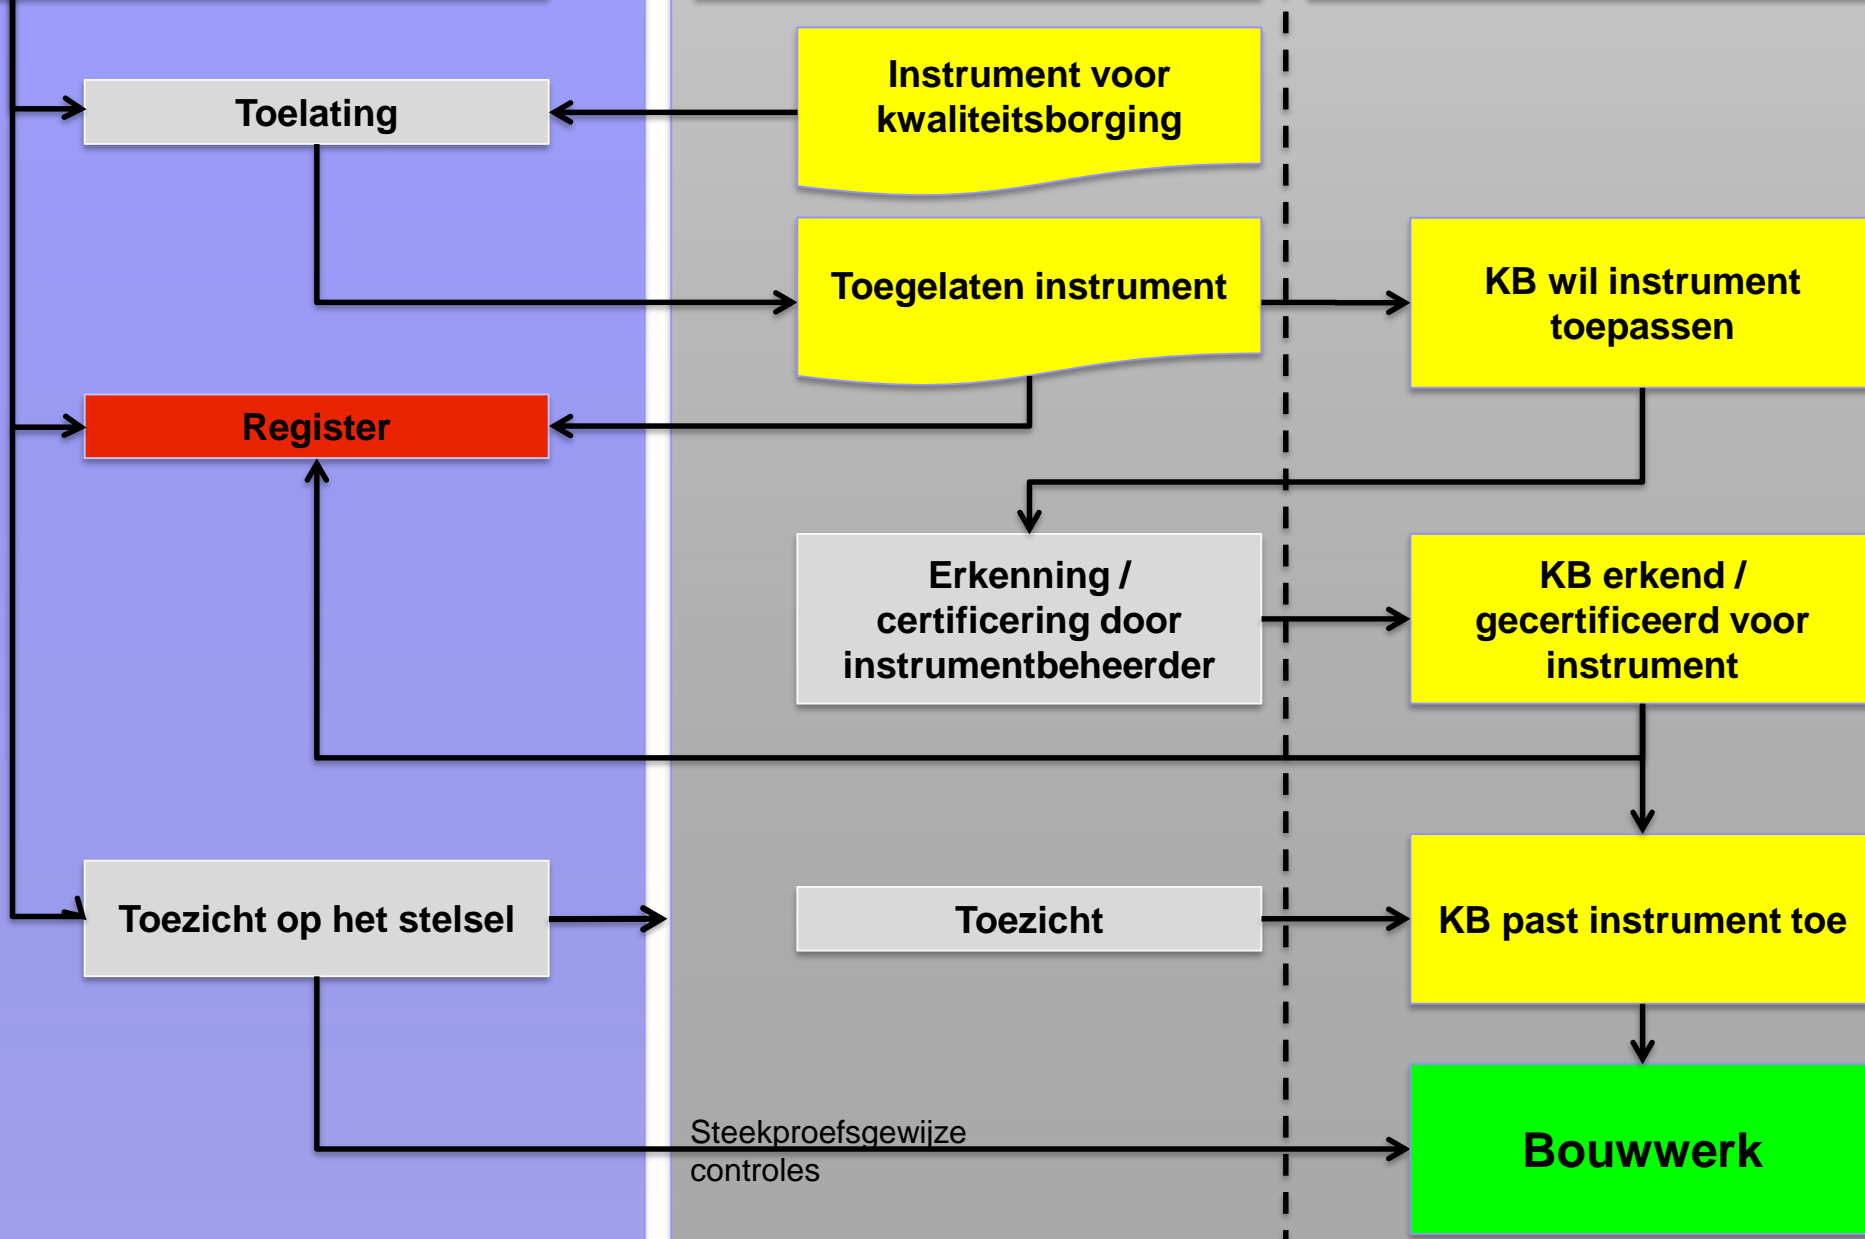 Instrument voor
kwaliteitsborging
Toelating
Toegelaten instrument
KB wil instrument
toepassen
Register
Erkenning /
certificering door
instrumentbeheerder
KB erkend /
gecertificeerd voor
instrument
Toezicht op het stelsel
Toezicht
KB past instrument toe
Steekproefsgewijze
controles
Bouwwerk